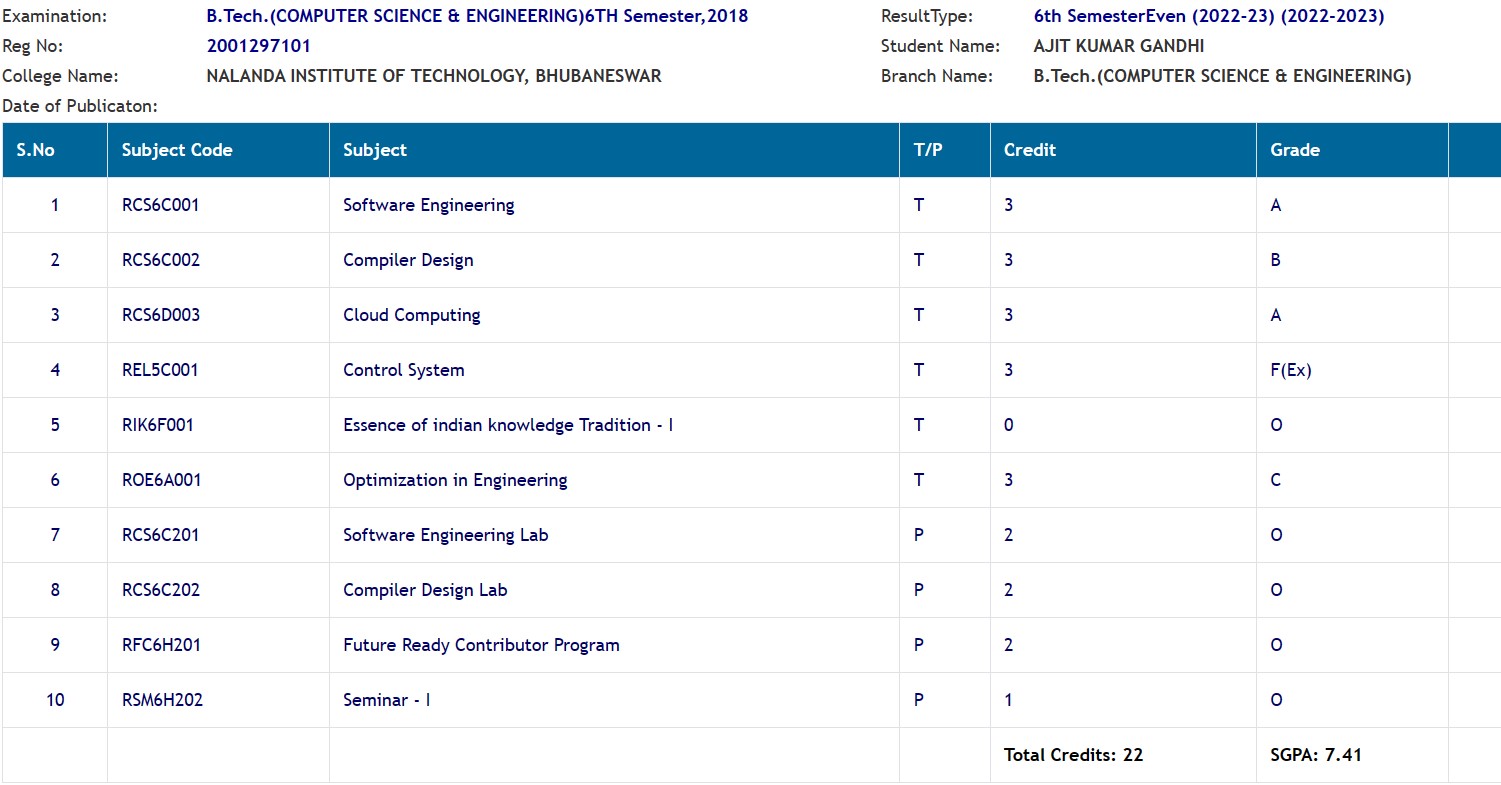 Examination: B.Tech.(COMPUTER SCIENCE & ENGINEERING)6TH Semester,2018 ResultType: 6th SemesterEven (2022-23) (2022-2023)
Reg No: 2001297101 Student Name: AJIT KUMAR GANDHI
College Name: NALANDA INSTITUTE OF TECHNOLOGY, BHUBANESWAR Branch Name: B.Tech.(COMPUTER SCIENCE & ENGINEERING)
Date of Publicaton:
S.No Subject Code Subject T/P Credit Grade
1 RCS6C001 Software Engineering T 3 A
2 RCS6C002 Compiler Design T 3 B
3 RCS6D003 Cloud Computing T 3 A
4 REL5C001 Control System T 3 F(Ex)
5 RIK6F001 Essence of indian knowledge Tradition - I T 0 O
6 ROE6A001 Optimization in Engineering T 3 C
7 RCS6C201 Software Engineering Lab P 2 O
8 RCS6C202 Compiler Design Lab P 2 O
9 RFC6H201 Future Ready Contributor Program P 2 O
10 RSM6H202 Seminar - I P 1 O
Total Credits: 22 SGPA: 7.41